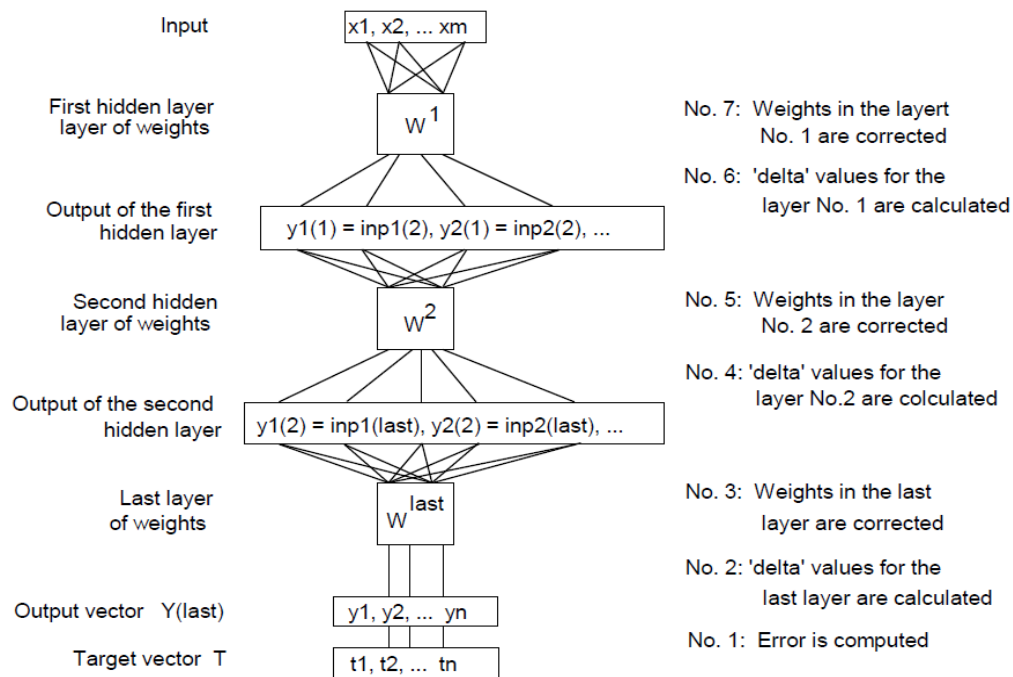 Input
x1, x2, ... xm
First hidden layer
layer of weights
W^1
No. 7: Weights in the layert
No. 1 are corrected
No. 6: 'delta' values for the
layer No. 1 are calculated
Output of the first
hidden layer
y1(1) = inp1(2), y2(1) = inp2(2), ...
Second hidden
layer of weights
W^2
No. 5: Weights in the layer
No. 2 are corrected
No. 4: 'delta' values for the
layer No.2 are colculated
Output of the second
hidden layer
y1(2) = inp1(last), y2(2) = inp2(last), ...
Last layer
of weights
W^last
No. 3: Weights in the last
layer are corrected
No. 2: 'delta' values for the
last layer are calculated
Output vector Y(last)
y1, y2, ... yn
No. 1: Error is computed
Target vector T
t1, t2, ... tn